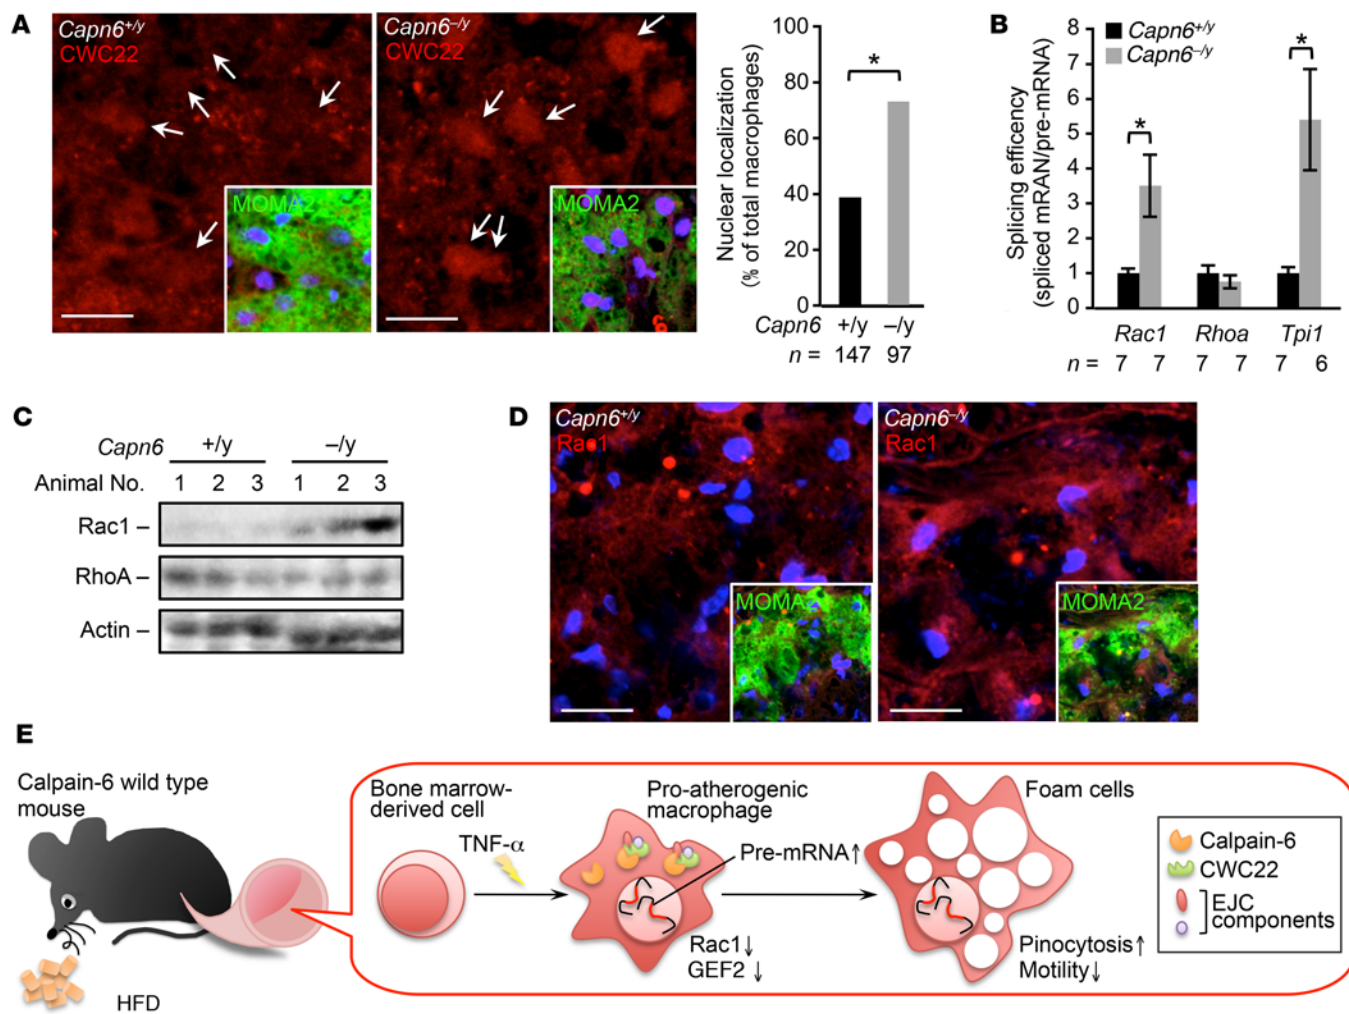 A
Capn6+/y
CWC22
MOMA2
Capn6–/y
CWC22
MOMA2
Nuclear localization
(% of total macrophages)
100
80
60
40
20
0
*
Capn6 +/y –/y
n = 147 97
B
Splicing efficency
(spliced mRAN/pre-mRNA)
8
7
6
5
4
3
2
1
0
Capn6+/y
Capn6–/y
*
*
Rac1 Rhoa Tpi1
n = 7 7 7 7 7 6
C
Capn6 +/y –/y
Animal No. 1 2 3 1 2 3
Rac1 –
RhoA –
Actin –
D
Capn6+/y
Rac1
MOMA2
Capn6–/y
Rac1
MOMA2
E
Calpain-6 wild type
mouse
HFD
Bone marrow-
derived cell
TNF-α
Pro-atherogenic
macrophage
Pre-mRNA↑
Rac1↓
GEF2 ↓
Foam cells
Pinocytosis↑
Motility↓
Calpain-6
CWC22
EJC
components